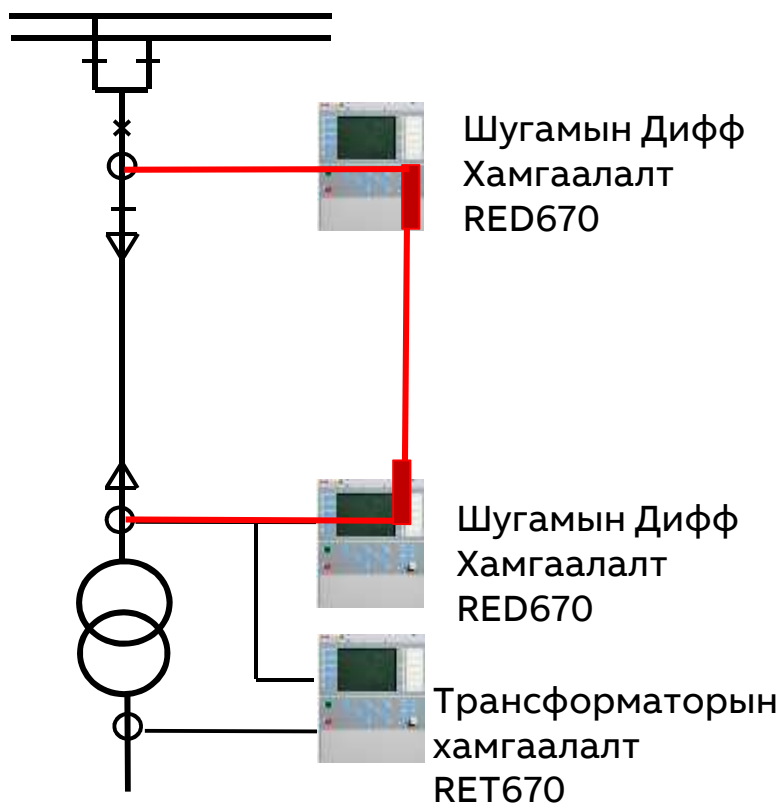 Шугамын Дифф
Хамгаалалт
RED670
Шугамын Дифф
Хамгаалалт
RED670
Трансформаторын
хамгаалалт
RET670